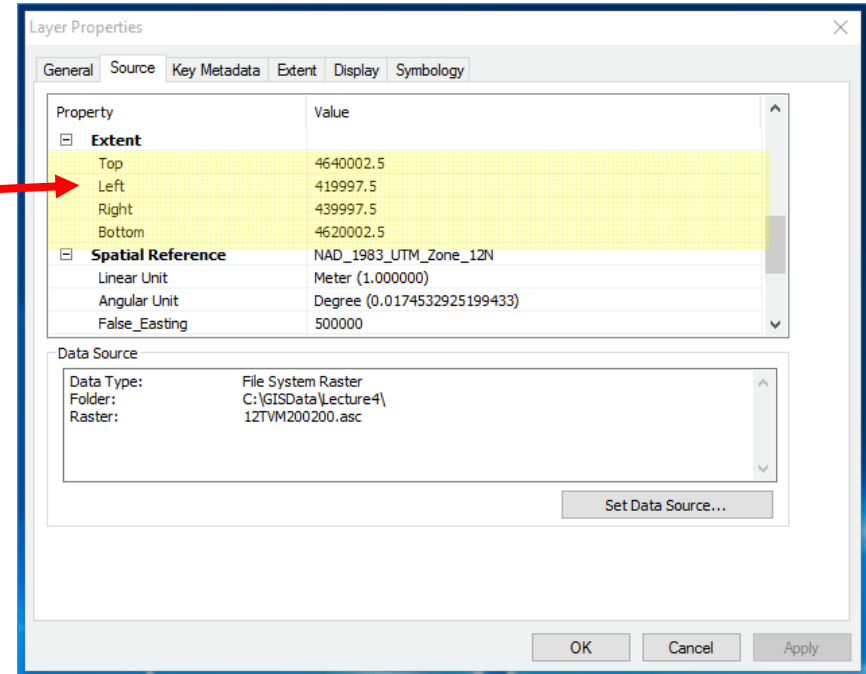 Layer Properties
General Source Key Metadata Extent Display Symbology
Property Value
Extent
Top 4640002.5
Left 419997.5
Right 439997.5
Bottom 4620002.5
Spatial Reference NAD_1983_UTM_Zone_12N
Linear Unit Meter (1.000000)
Angular Unit Degree (0.0174532925199433)
False_Easting 500000
Data Source
Data Type: File System Raster
Folder: C:\GISData\Lecture4\
Raster: 12TVM200200.asc
Set Data Source...
OK Cancel Apply